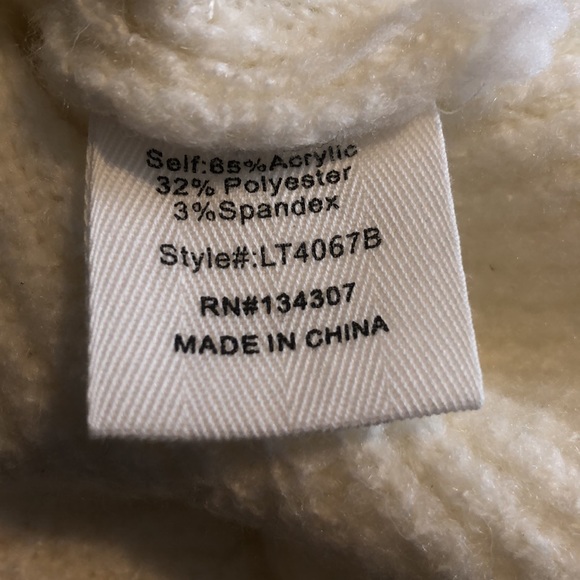 Self:65%Acrylic
32% Polyester
3%Spandex
Style#:LT4067B
RN#134307
MADE IN CHINA